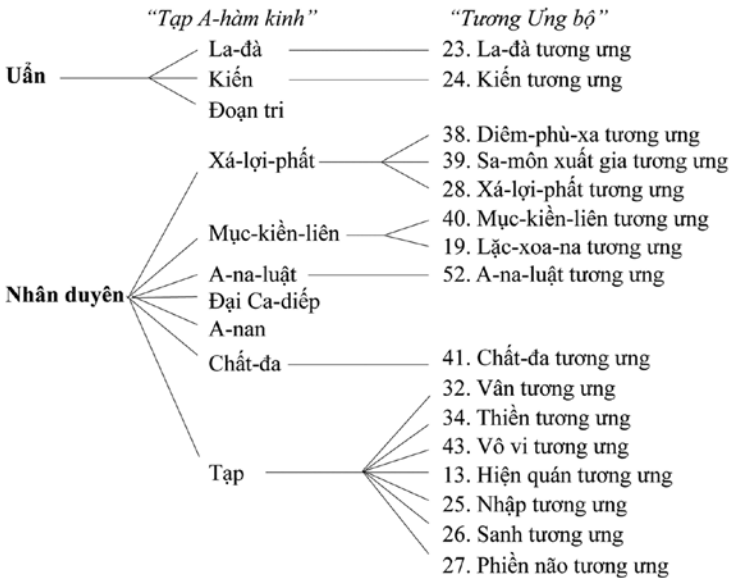 “Tạp A-hàm kinh” “Tương Ưng bộ”
La-đà 23. La-đà tương ưng
Uẩn Kiến 24. Kiến tương ưng
Đoạn tri
38. Diêm-phù-xa tương ưng
Xá-lợi-phất 39. Sa-môn xuất gia tương ưng
28. Xá-lợi-phất tương ưng
40. Mục-kiền-liên tương ưng
Mục-kiền-liên
19. Lặc-xoa-na tương ưng
A-na-luật 52. A-na-luật tương ưng
Nhân duyên Đại Ca-diếp
A-nan
Chất-đa 41. Chất-đa tương ưng
32. Vân tương ưng
34. Thiền tương ưng
43. Vô vi tương ưng
Tạp 13. Hiện quán tương ưng
25. Nhập tương ưng
26. Sanh tương ưng
27. Phiền não tương ưng